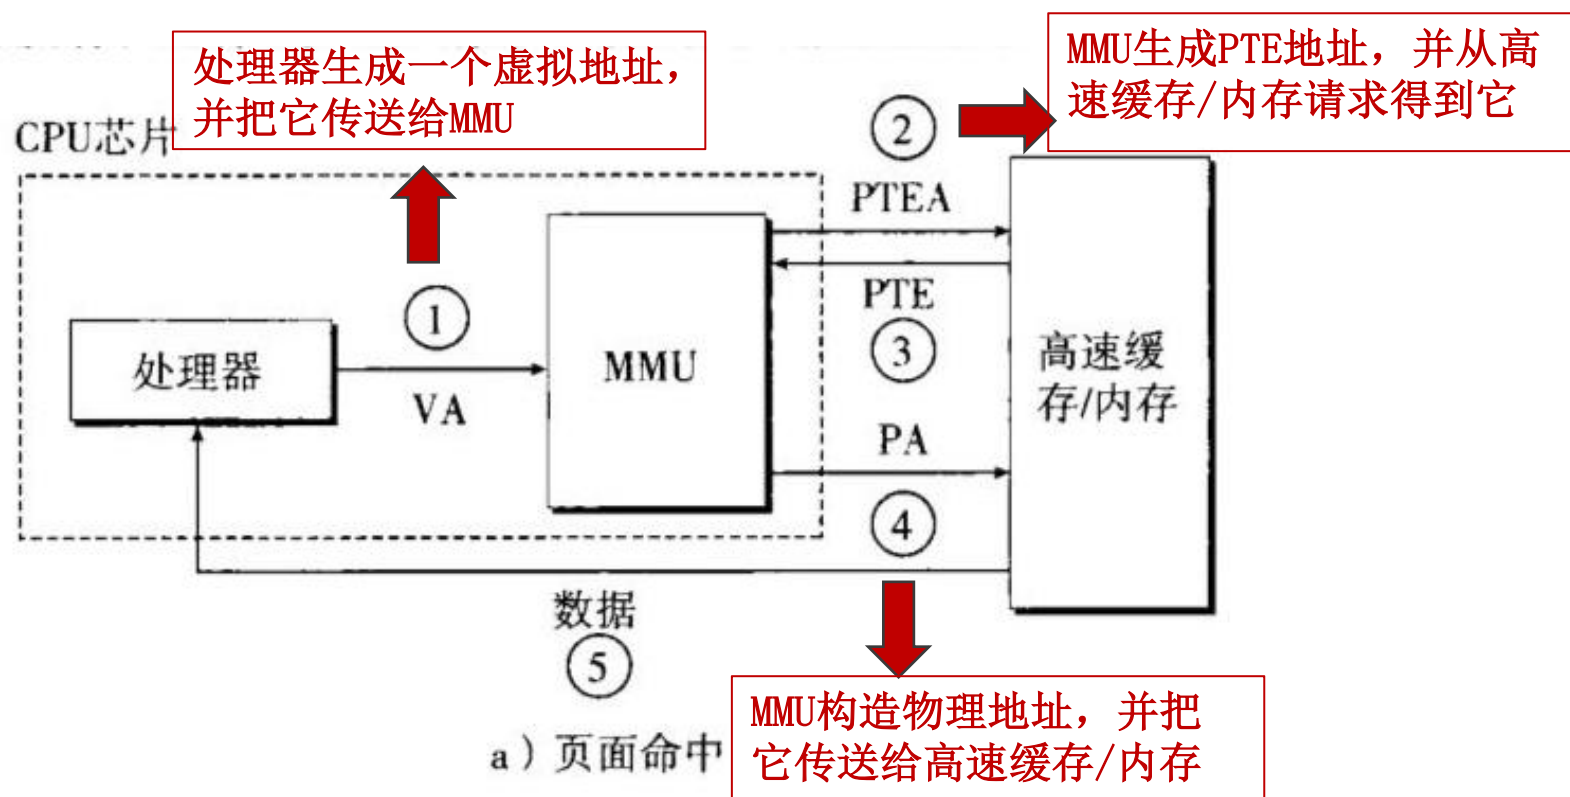 处理器生成一个虚拟地址，
并把它传送给MMU
MMU生成PTE地址，并从高
速缓存/内存请求得到它
CPU芯片
②
PTEA
①
PTE
③
处理器
VA
MMU
高速缓
存/内存
PA
④
数据
⑤
MMU构造物理地址，并把
它传送给高速缓存/内存
a）页面命中